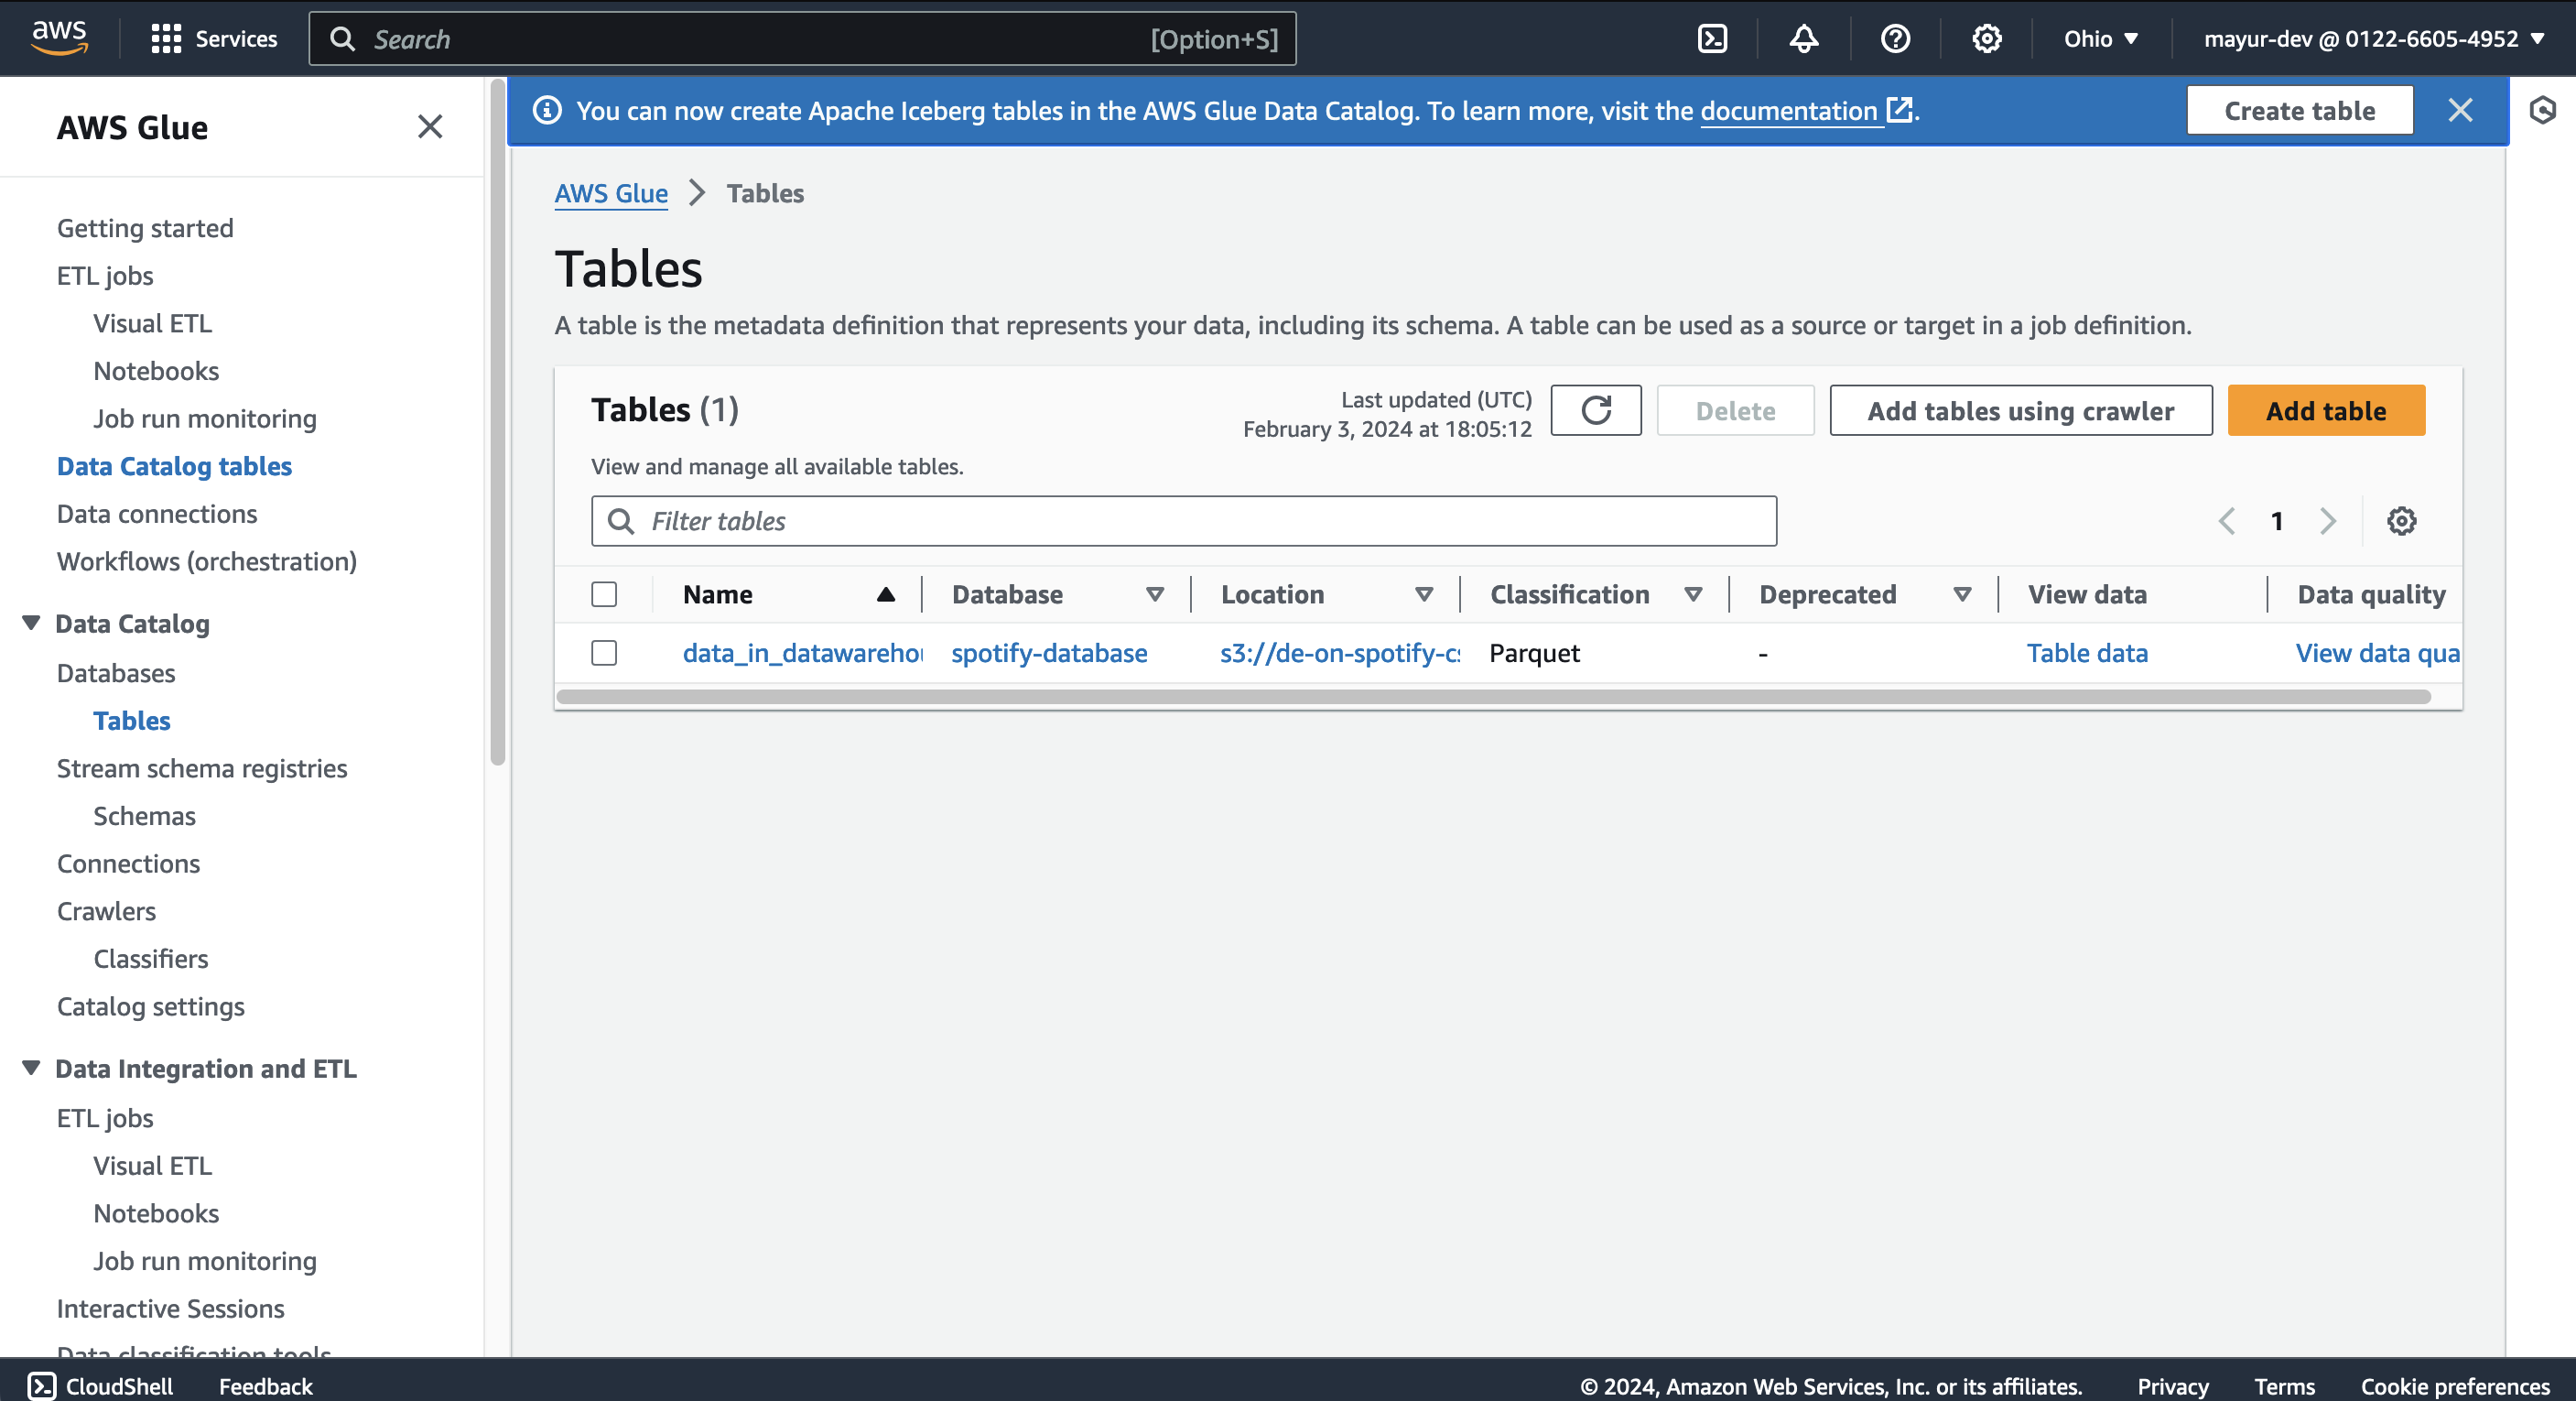 aws
Services
Search
[Option+S]
Ohio
mayur-dev @ 0122-6605-4952
AWS Glue
Getting started
ETL jobs
Visual ETL
Notebooks
Job run monitoring
Data Catalog tables
Data connections
Workflows (orchestration)
Data Catalog
Databases
Tables
Stream schema registries
Schemas
Connections
Crawlers
Classifiers
Catalog settings
Data Integration and ETL
ETL jobs
Visual ETL
Notebooks
Job run monitoring
Interactive Sessions
Data classification tools
You can now create Apache Iceberg tables in the AWS Glue Data Catalog. To learn more, visit the documentation.
Create table
AWS Glue > Tables
Tables
A table is the metadata definition that represents your data, including its schema. A table can be used as a source or target in a job definition.
Tables (1)
Last updated (UTC)
February 3, 2024 at 18:05:12
Delete
Add tables using crawler
Add table
View and manage all available tables.
Filter tables
1
Name Database Location Classification Deprecated View data Data quality
data_in_datawarehou spotify-database s3://de-on-spotify-cs Parquet - Table data View data qua
CloudShell
Feedback
© 2024, Amazon Web Services, Inc. or its affiliates.
Privacy
Terms
Cookie preferences